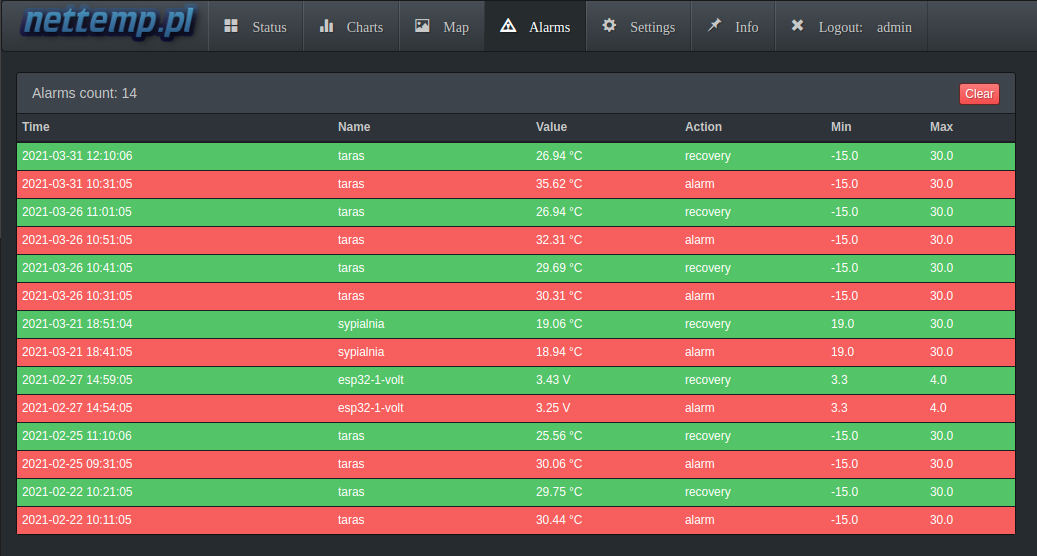 nettemp.pl Status Charts Map Alarms Settings Info Logout: admin
Alarms count: 14 Clear
Time Name Value Action Min Max
2021-03-31 12:10:06 taras 26.94 °C recovery -15.0 30.0
2021-03-31 10:31:05 taras 35.62 °C alarm -15.0 30.0
2021-03-26 11:01:05 taras 26.94 °C recovery -15.0 30.0
2021-03-26 10:51:05 taras 32.31 °C alarm -15.0 30.0
2021-03-26 10:41:05 taras 29.69 °C recovery -15.0 30.0
2021-03-26 10:31:05 taras 30.31 °C alarm -15.0 30.0
2021-03-21 18:51:04 sypialnia 19.06 °C recovery 19.0 30.0
2021-03-21 18:41:05 sypialnia 18.94 °C alarm 19.0 30.0
2021-02-27 14:59:05 esp32-1-volt 3.43 V recovery 3.3 4.0
2021-02-27 14:54:05 esp32-1-volt 3.25 V alarm 3.3 4.0
2021-02-25 11:10:06 taras 25.56 °C recovery -15.0 30.0
2021-02-25 09:31:05 taras 30.06 °C alarm -15.0 30.0
2021-02-22 10:21:05 taras 29.75 °C recovery -15.0 30.0
2021-02-22 10:11:05 taras 30.44 °C alarm -15.0 30.0